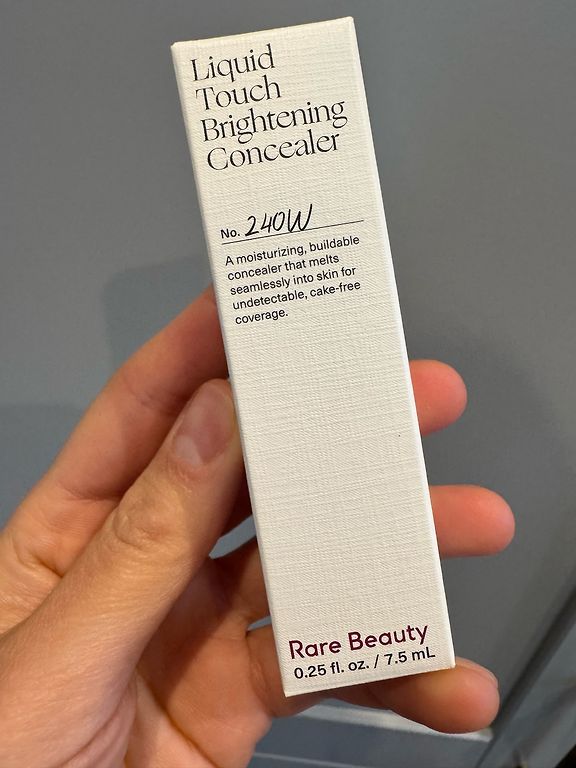 Liquid
Touch
Brightening
Concealer
No. 240W
A moisturizing, buildable
concealer that melts
seamlessly into skin for
undetectable, cake-free
coverage.
Rare Beauty
0.25 fl. oz. / 7.5 mL